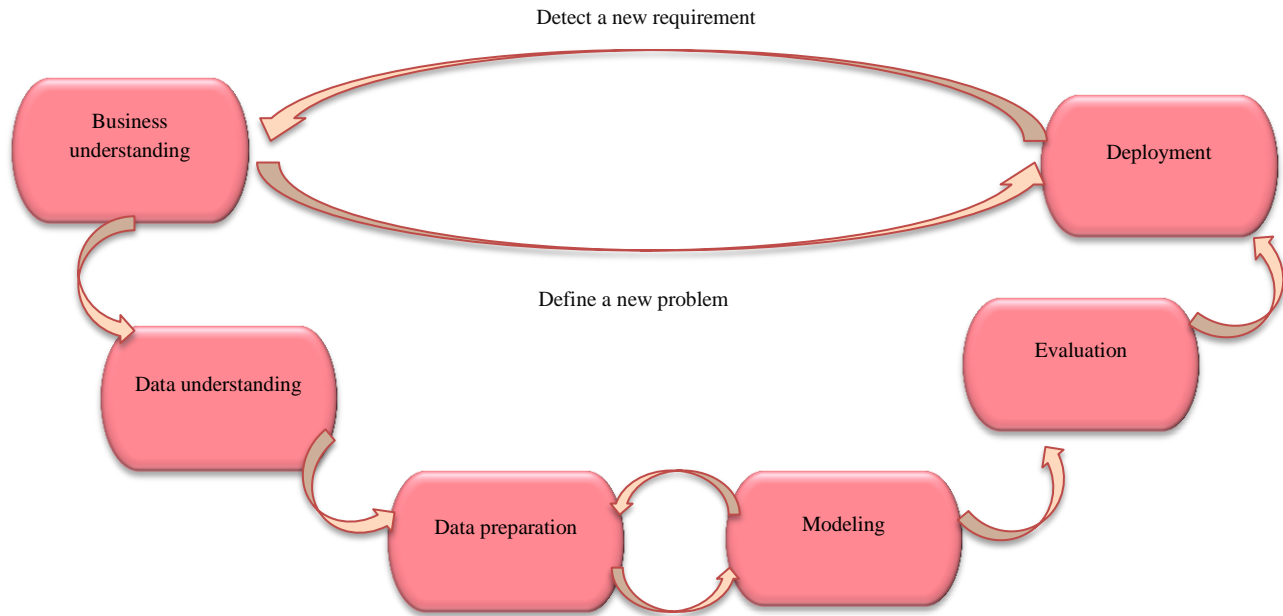 Detect a new requirement
Business
understanding
Deployment
Define a new problem
Evaluation
Data understanding
Data preparation
Modeling